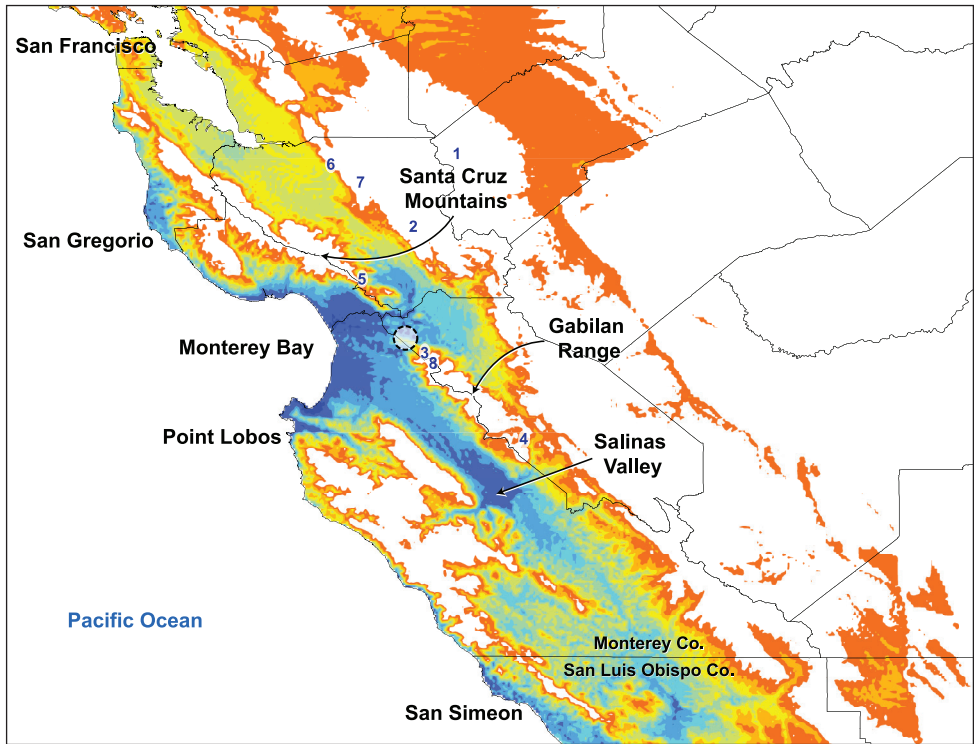 San Francisco
1
6
Santa Cruz
Mountains
7
2
San Gregorio
5
Gabilan
Range
Monterey Bay
3
8
Point Lobos
4
Salinas
Valley
Pacific Ocean
Monterey Co.
San Luis Obispo Co.
San Simeon